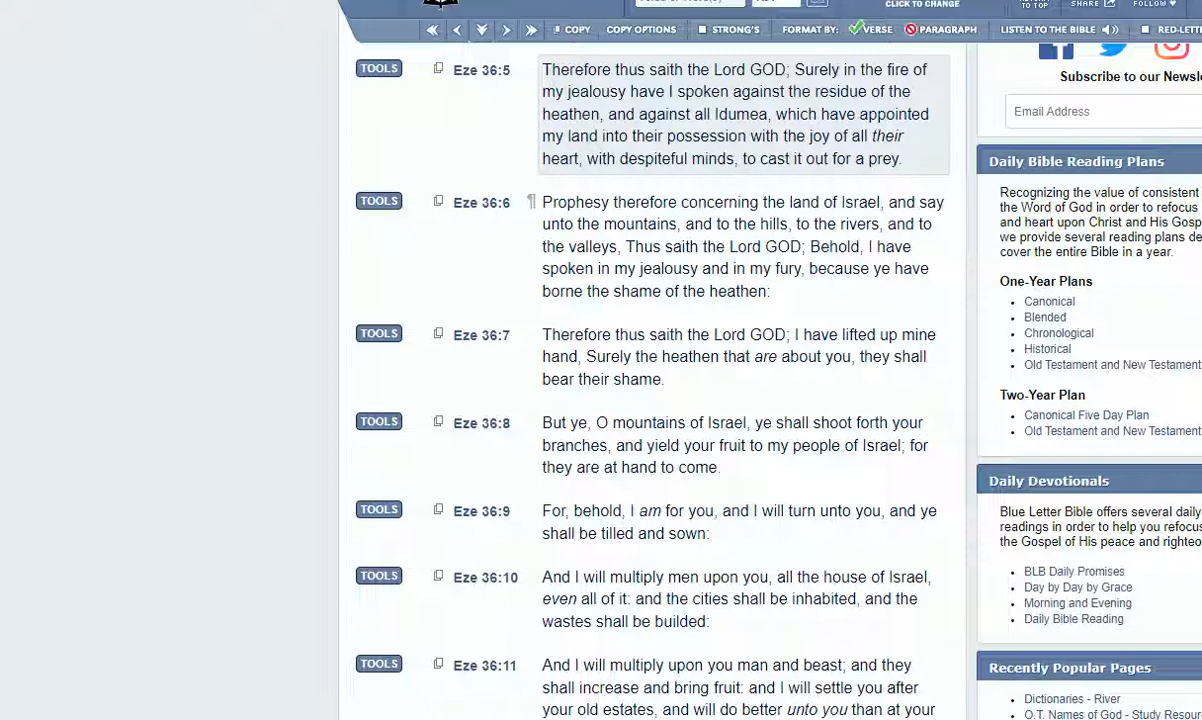 CLICK TO CHANGE
TO TOP
SHARE
FOLLOW
COPY
COPY OPTIONS
STRONG'S
FORMAT BY:
VERSE
PARAGRAPH
LISTEN TO THE BIBLE
RED-LETTE
TOOLS
Eze 36:5
Therefore thus saith the Lord GOD; Surely in the fire of
my jealousy have I spoken against the residue of the
heathen, and against all Idumea, which have appointed
my land into their possession with the joy of all their
heart, with despiteful minds, to cast it out for a prey.
TOOLS
Eze 36:6
¶ Prophesy therefore concerning the land of Israel, and say
unto the mountains, and to the hills, to the rivers, and to
the valleys, Thus saith the Lord GOD; Behold, I have
spoken in my jealousy and in my fury, because ye have
borne the shame of the heathen:
TOOLS
Eze 36:7
Therefore thus saith the Lord GOD; I have lifted up mine
hand, Surely the heathen that are about you, they shall
bear their shame.
TOOLS
Eze 36:8
But ye, O mountains of Israel, ye shall shoot forth your
branches, and yield your fruit to my people of Israel; for
they are at hand to come.
TOOLS
Eze 36:9
For, behold, I am for you, and I will turn unto you, and ye
shall be tilled and sown:
TOOLS
Eze 36:10
And I will multiply men upon you, all the house of Israel,
even all of it: and the cities shall be inhabited, and the
wastes shall be builded:
TOOLS
Eze 36:11
And I will multiply upon you man and beast; and they
shall increase and bring fruit: and I will settle you after
your old estates, and will do better unto you than at your
Subscribe to our Newsl
Email Address
Daily Bible Reading Plans
Recognizing the value of consistent
the Word of God in order to refocus
and heart upon Christ and His Gosp
we provide several reading plans de
cover the entire Bible in a year.
One-Year Plans
Canonical
Blended
Chronological
Historical
Old Testament and New Testament
Two-Year Plan
Canonical Five Day Plan
Old Testament and New Testament
Daily Devotionals
Blue Letter Bible offers several daily
readings in order to help you refocus
the Gospel of His peace and righteo
BLB Daily Promises
Day by Day by Grace
Morning and Evening
Daily Bible Reading
Recently Popular Pages
Dictionaries - River
O.T. Names of God - Study Resour